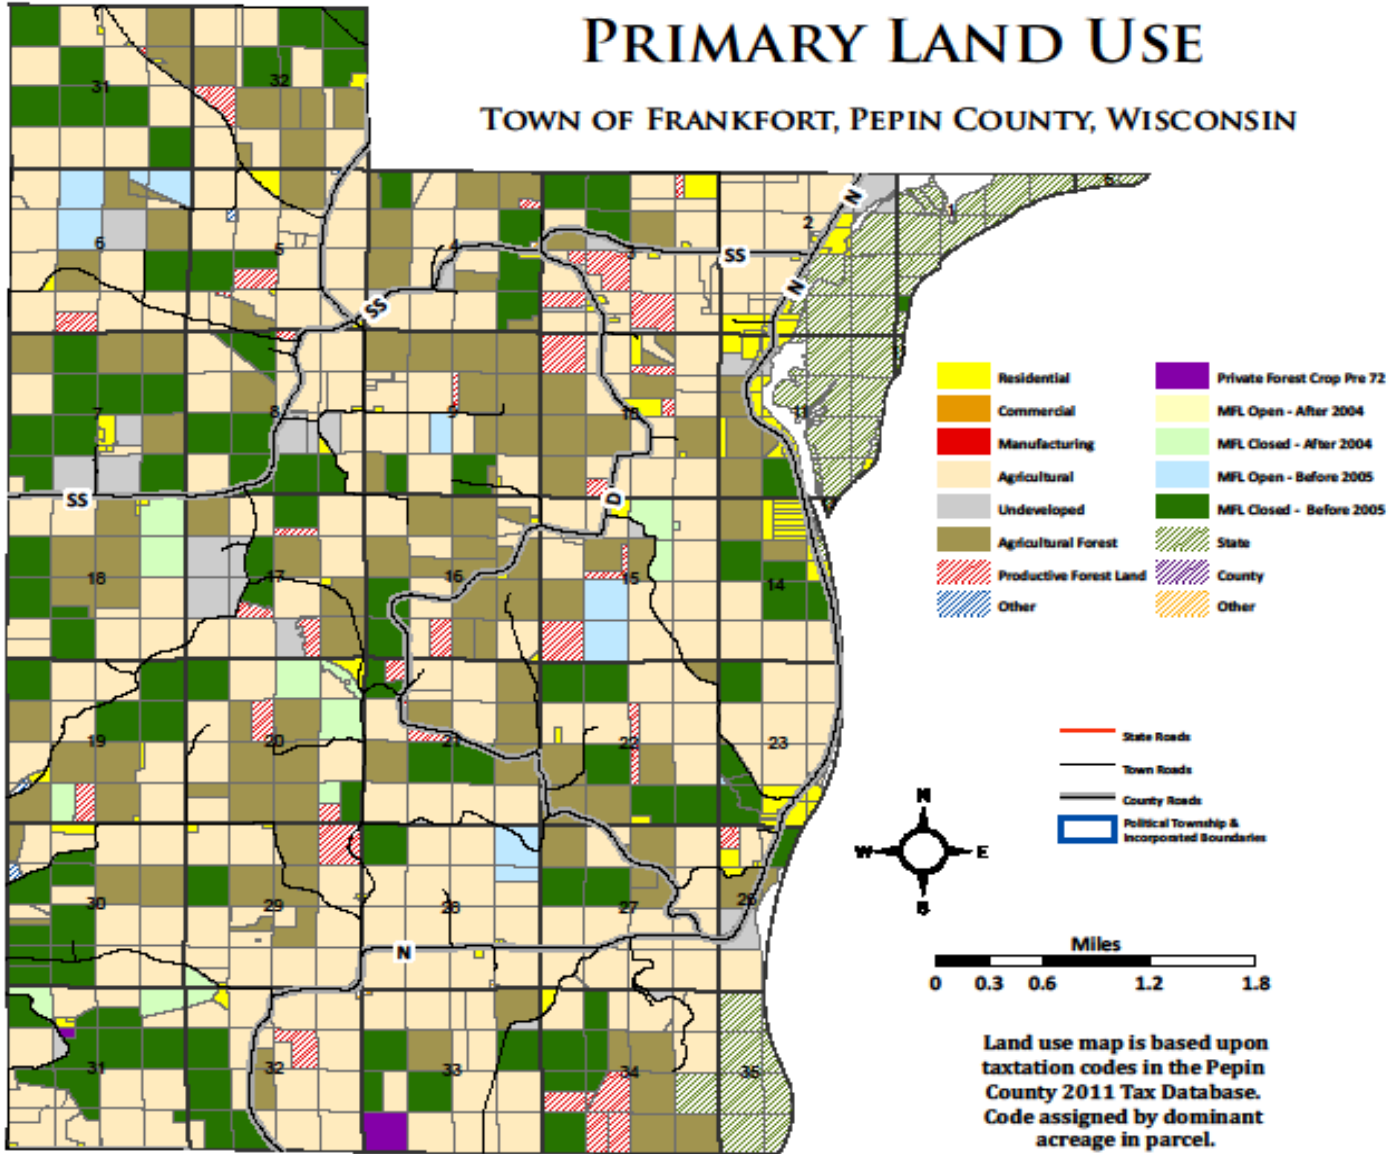 PRIMARY LAND USE
TOWN OF FRANKFORT, PEPIN COUNTY, WISCONSIN
31
32
5
1
2
N
6
5
4
3
SS
N
SS
7
8
9
10
11
SS
D
18
17
16
15
14
19
20
21
22
23
30
29
28
27
26
N
31
32
33
34
35
Residential
Commercial
Manufacturing
Agricultural
Undeveloped
Agricultural Forest
Productive Forest Land
Other
Private Forest Crop Pre 72
MFL Open - After 2004
MFL Closed - After 2004
MFL Open - Before 2005
MFL Closed - Before 2005
State
County
Other
State Roads
Town Roads
County Roads
Political Township &
Incorporated Boundaries
N
W E
S
Miles
0 0.3 0.6 1.2 1.8
Land use map is based upon
taxtation codes in the Pepin
County 2011 Tax Database.
Code assigned by dominant
acreage in parcel.